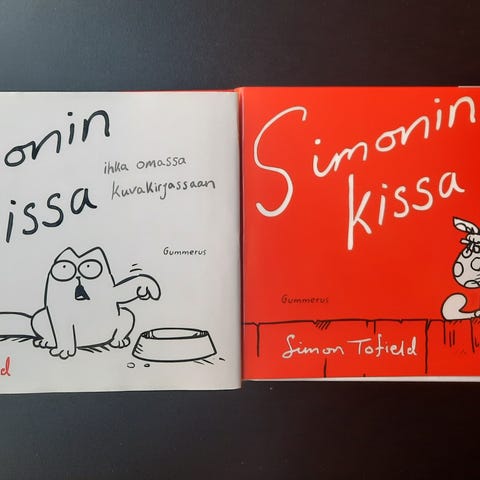 onin
issa
ihka omassa
kuvakirjassaan
Gummerus
d
Simonin
kissa
Gummerus
Simon Tofield